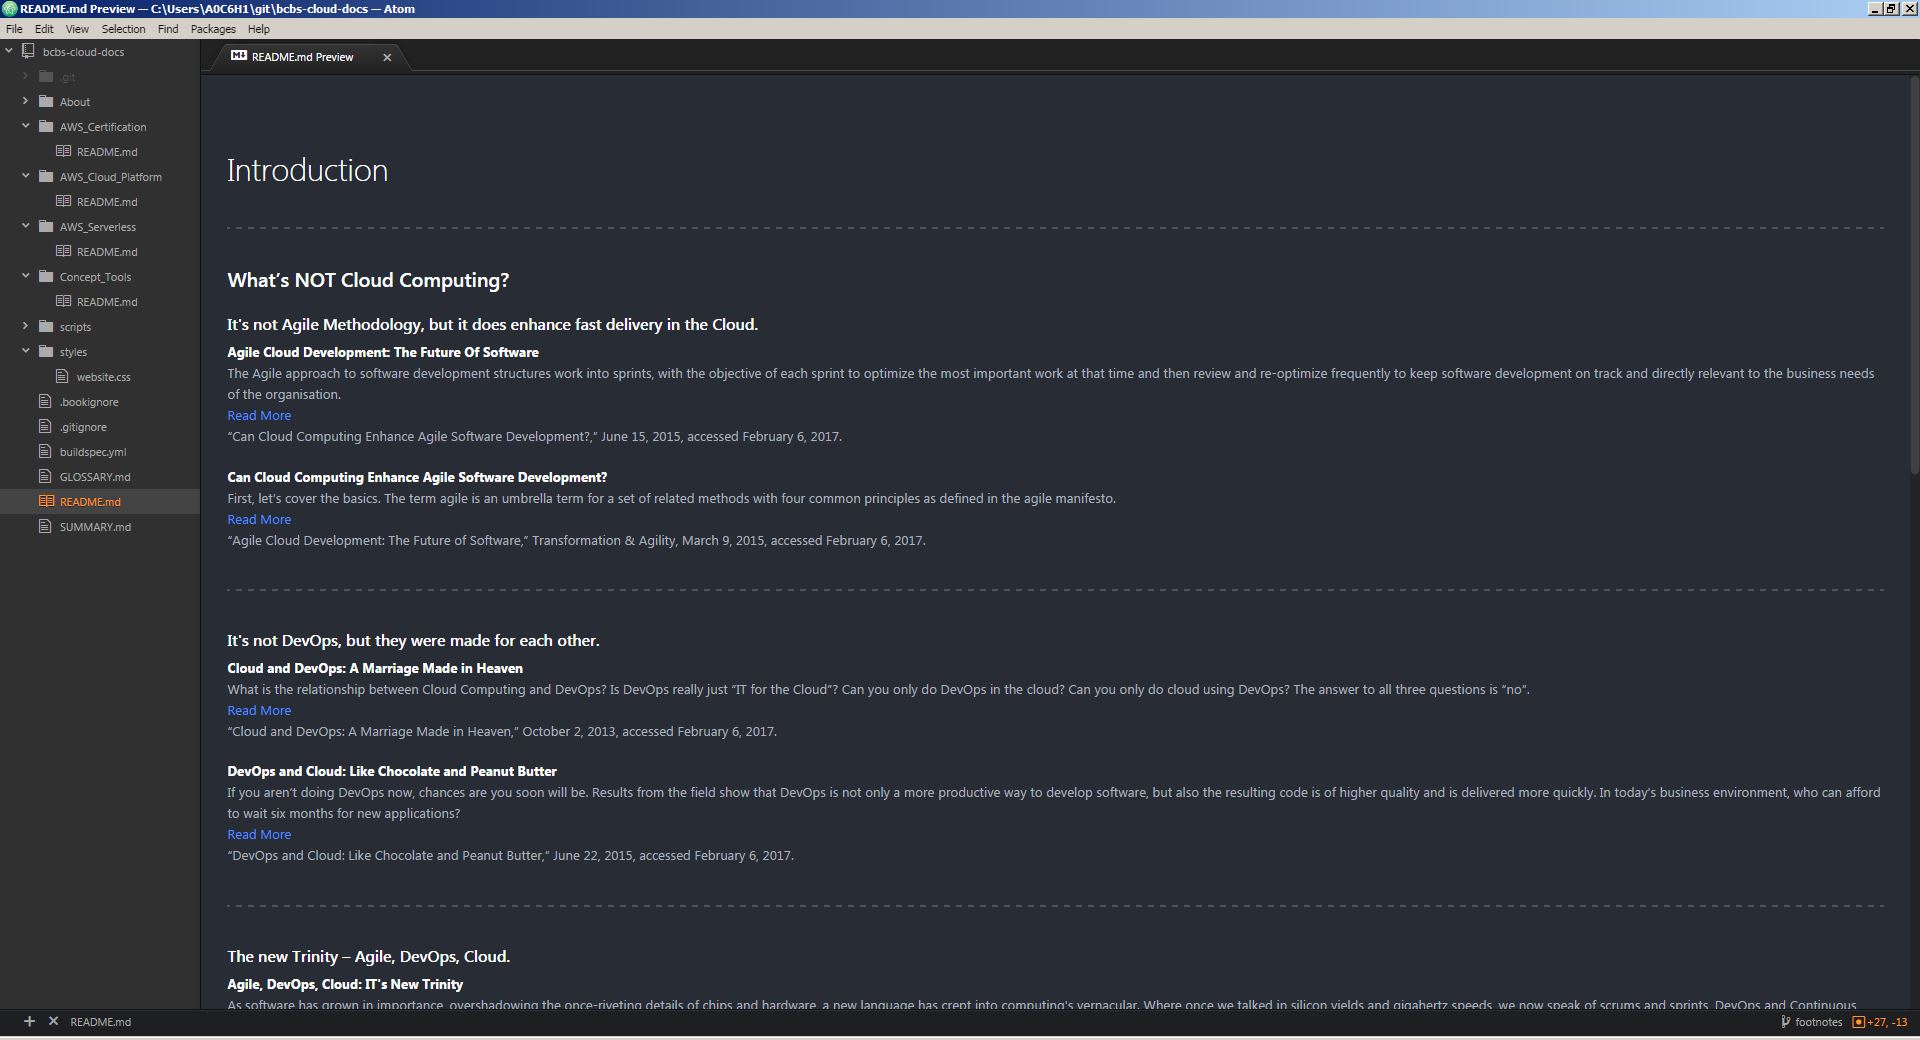 README.md Preview — C:\Users\A0C6H1\git\bcbs-cloud-docs — Atom
File Edit View Selection Find Packages Help
bcbs-cloud-docs
.git
About
AWS_Certification
README.md
AWS_Cloud_Platform
README.md
AWS_Serverless
README.md
Concept_Tools
README.md
scripts
styles
website.css
.bookignore
.gitignore
buildspec.yml
GLOSSARY.md
README.md
SUMMARY.md
README.md Preview
Introduction
What’s NOT Cloud Computing?
It's not Agile Methodology, but it does enhance fast delivery in the Cloud.
Agile Cloud Development: The Future Of Software
The Agile approach to software development structures work into sprints, with the objective of each sprint to optimize the most important work at that time and then review and re-optimize frequently to keep software development on track and directly relevant to the business needs
of the organisation.
Read More
“Can Cloud Computing Enhance Agile Software Development?,” June 15, 2015, accessed February 6, 2017.
Can Cloud Computing Enhance Agile Software Development?
First, let’s cover the basics. The term agile is an umbrella term for a set of related methods with four common principles as defined in the agile manifesto.
Read More
“Agile Cloud Development: The Future of Software,” Transformation & Agility, March 9, 2015, accessed February 6, 2017.
It's not DevOps, but they were made for each other.
Cloud and DevOps: A Marriage Made in Heaven
What is the relationship between Cloud Computing and DevOps? Is DevOps really just “IT for the Cloud”? Can you only do DevOps in the cloud? Can you only do cloud using DevOps? The answer to all three questions is “no”.
Read More
“Cloud and DevOps: A Marriage Made in Heaven,” October 2, 2013, accessed February 6, 2017.
DevOps and Cloud: Like Chocolate and Peanut Butter
If you aren’t doing DevOps now, chances are you soon will be. Results from the field show that DevOps is not only a more productive way to develop software, but also the resulting code is of higher quality and is delivered more quickly. In today’s business environment, who can afford
to wait six months for new applications?
Read More
“DevOps and Cloud: Like Chocolate and Peanut Butter,” June 22, 2015, accessed February 6, 2017.
The new Trinity – Agile, DevOps, Cloud.
Agile, DevOps, Cloud: IT's New Trinity
As software has grown in importance, overshadowing the once-riveting details of chips and hardware, a new language has crept into computing's vernacular. Where once we talked in silicon yields and gigahertz speeds, we now speak of scrums and sprints, DevOps and Continuous
README.md
footnotes +27, -13